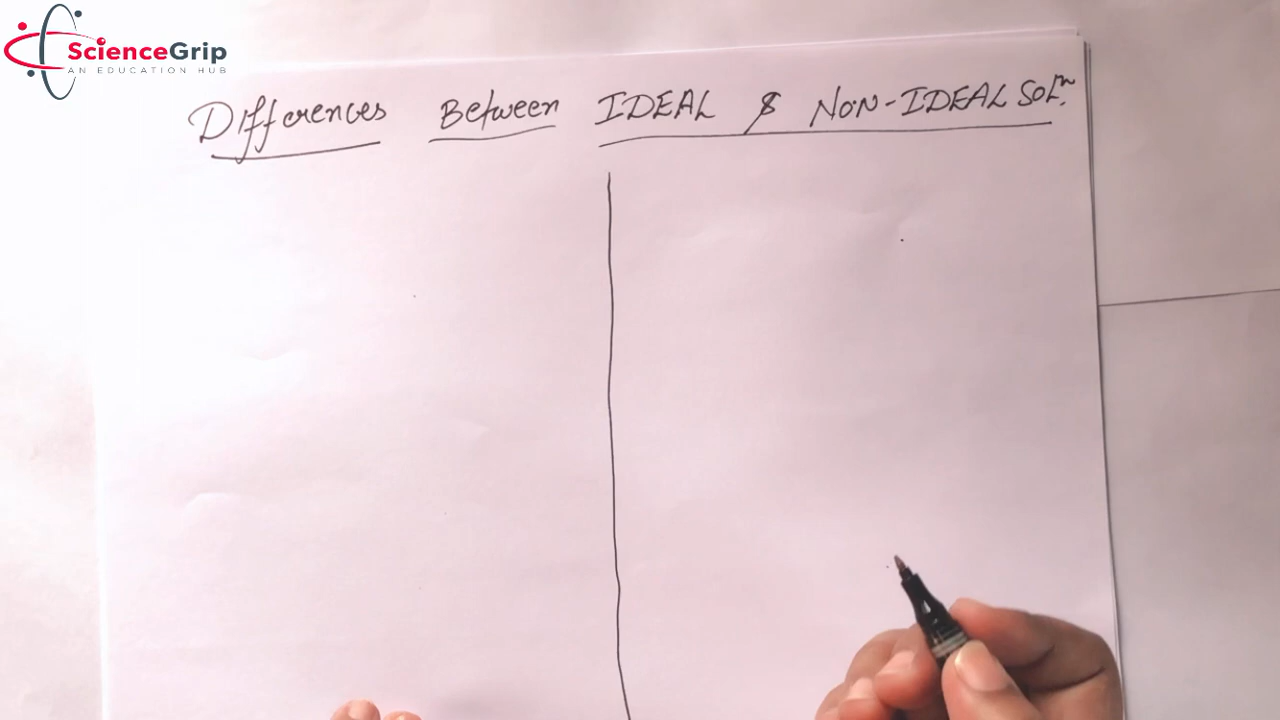 ScienceGrip
AN EDUCATION HUB
Differences Between IDEAL & NON-IDEAL SOLn.